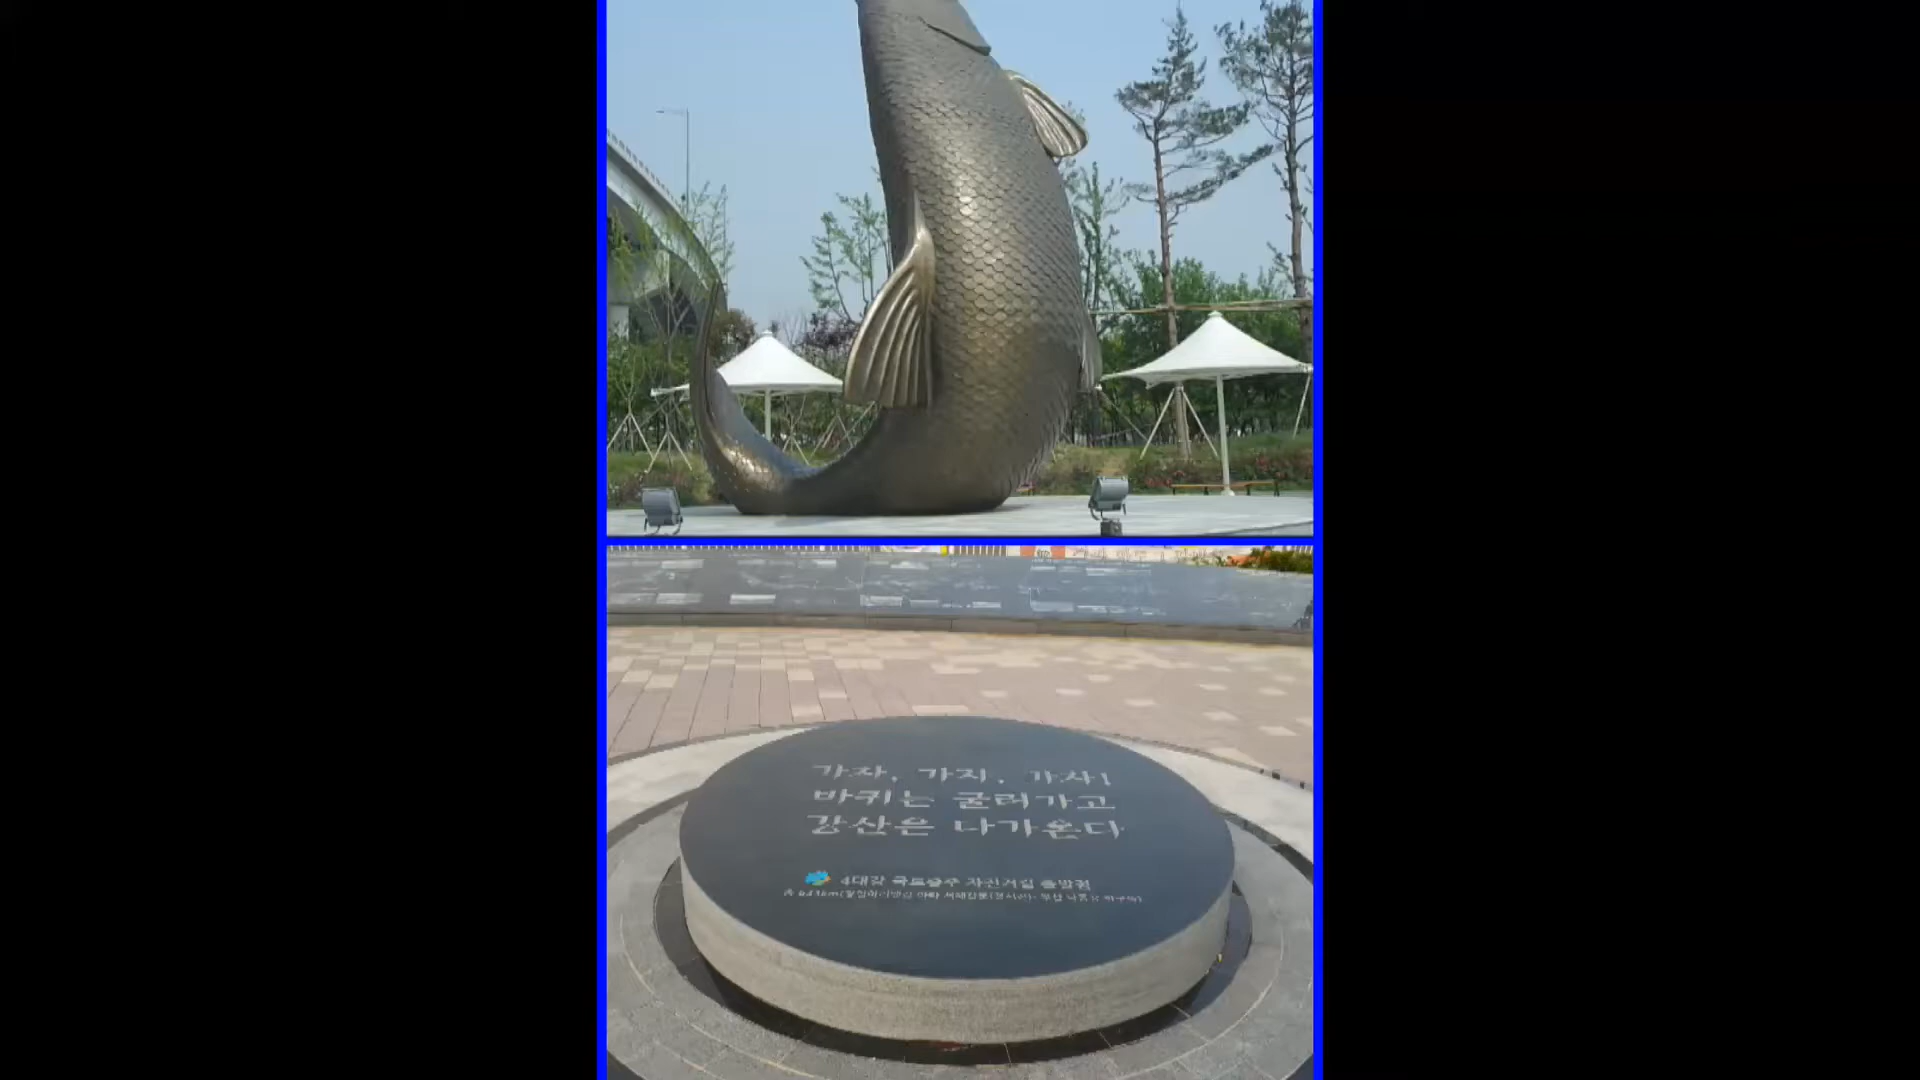 가자, 가자, 가자!
바퀴는 굴러가고
강산은 다가온다
4대강 국토종주 자전거길 출발점